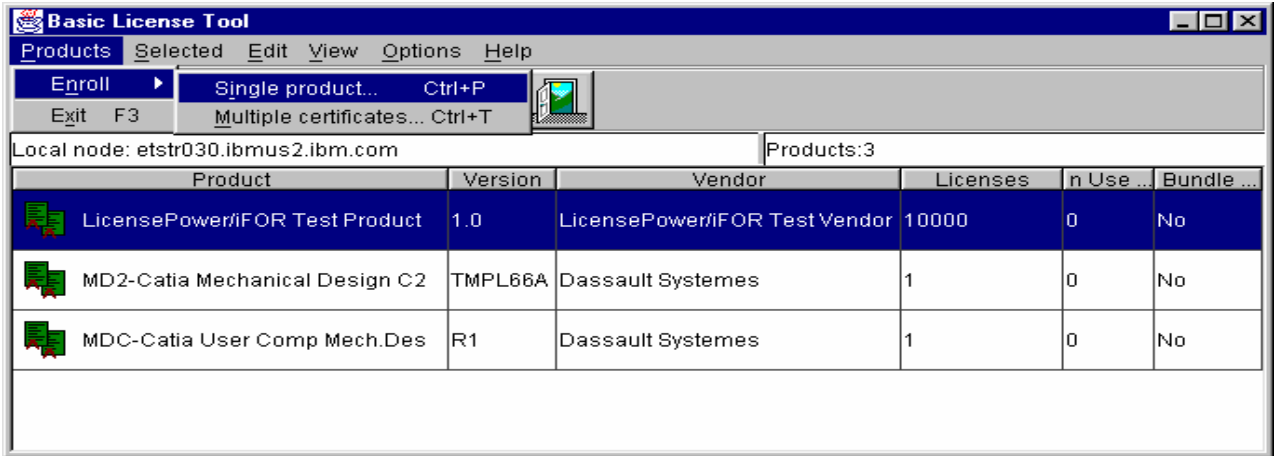 Basic License Tool
Products Selected Edit View Options Help
Enroll Single product... Ctrl+P
Exit F3 Multiple certificates... Ctrl+T
Local node: etstr030.ibmus2.ibm.com Products:3
Product Version Vendor Licenses n Use ... Bundle ...
LicensePower/iFOR Test Product 1.0 LicensePower/iFOR Test Vendor 10000 0 No
MD2-Catia Mechanical Design C2 TMPL66A Dassault Systemes 1 0 No
MDC-Catia User Comp Mech.Des R1 Dassault Systemes 1 0 No